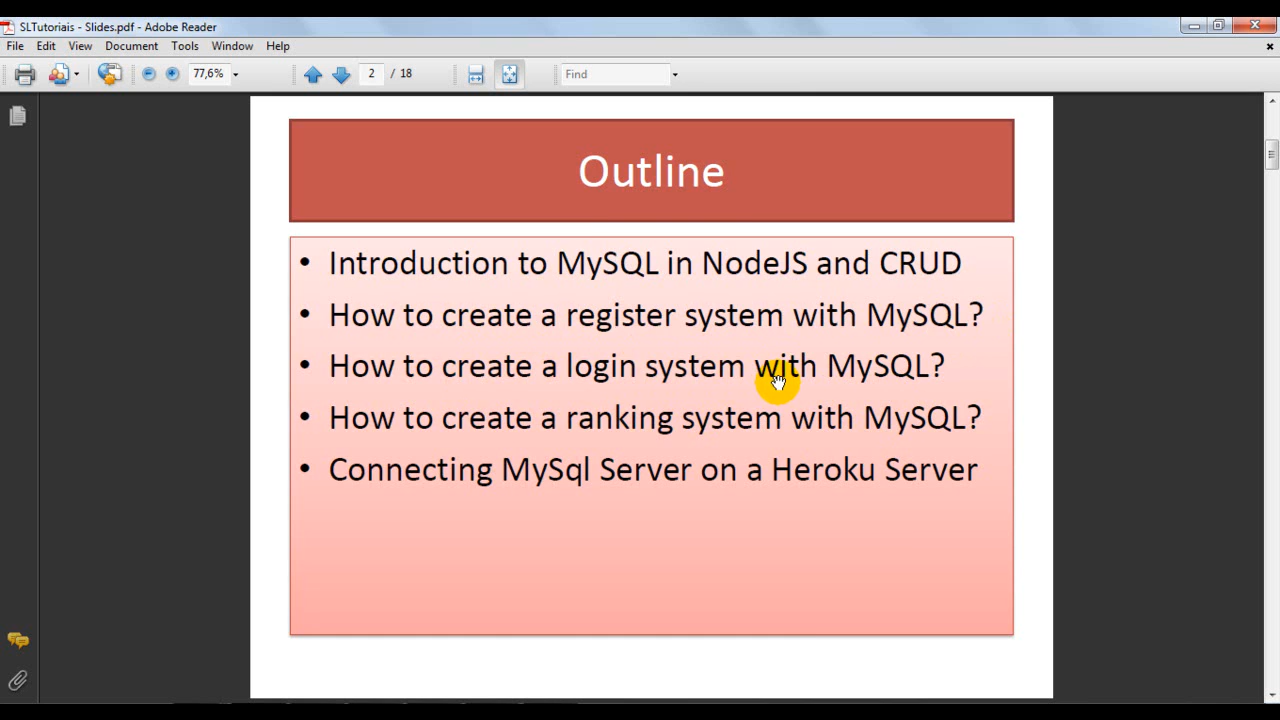 SLTutoriais - Slides.pdf - Adobe Reader
File Edit View Document Tools Window Help
77,6% 2 / 18 Find
Outline
• Introduction to MySQL in NodeJS and CRUD
• How to create a register system with MySQL?
• How to create a login system with MySQL?
• How to create a ranking system with MySQL?
• Connecting MySql Server on a Heroku Server